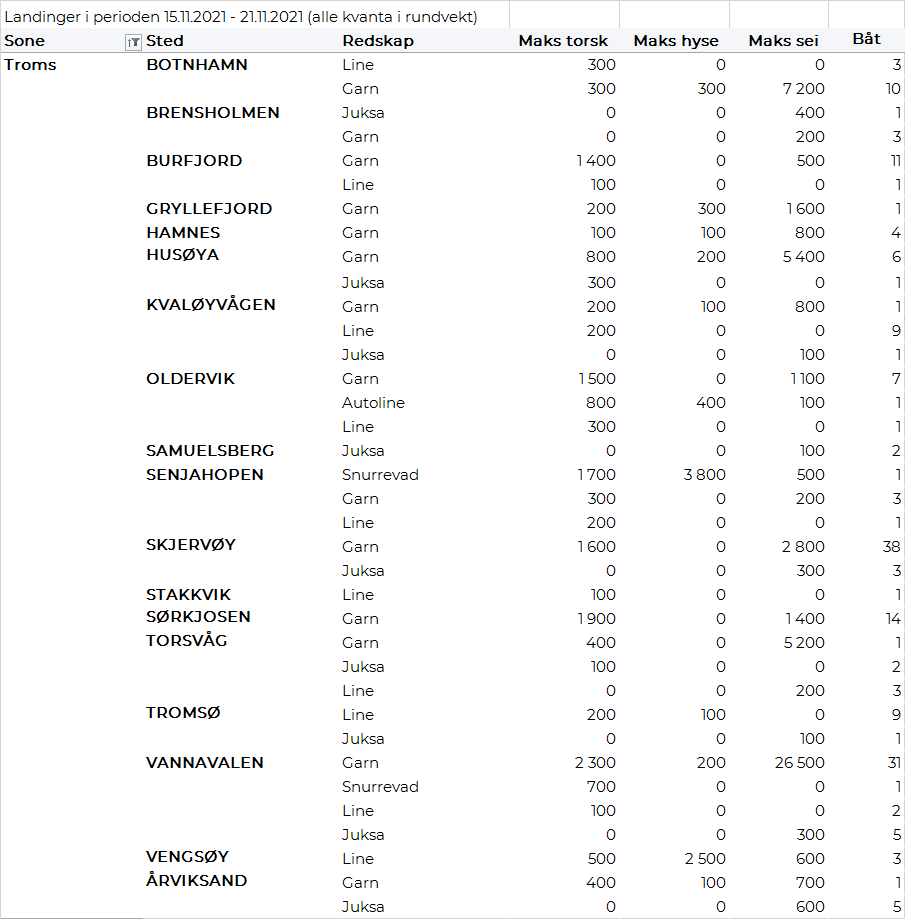 Landinger i perioden 15.11.2021 - 21.11.2021 (alle kvanta i rundvekt)
Sone Sted Redskap Maks torsk Maks hyse Maks sei Båt
Troms BOTNHAMN Line 300 0 0 3
Garn 300 300 7 200 10
BRENSHOLMEN Juksa 0 0 400 1
Garn 0 0 200 3
BURFJORD Garn 1 400 0 500 11
Line 100 0 0 1
GRYLLEFJORD Garn 200 300 1 600 1
HAMNES Garn 100 100 800 4
HUSØYA Garn 800 200 5 400 6
Juksa 300 0 0 1
KVALØYVÅGEN Garn 200 100 800 1
Line 200 0 0 9
Juksa 0 0 100 1
OLDERVIK Garn 1 500 0 1 100 7
Autoline 800 400 100 1
Line 300 0 0 1
SAMUELSBERG Juksa 0 0 100 2
SENJAHOPEN Snurrevad 1 700 3 800 500 1
Garn 300 0 200 3
Line 200 0 0 1
SKJERVØY Garn 1 600 0 2 800 38
Juksa 0 0 300 3
STAKKVIK Line 100 0 0 1
SØRKJOSEN Garn 1 900 0 1 400 14
TORSVÅG Garn 400 0 5 200 1
Juksa 100 0 0 2
Line 0 0 200 3
TROMSØ Line 200 100 0 9
Juksa 0 0 100 1
VANNAVALEN Garn 2 300 200 26 500 31
Snurrevad 700 0 0 1
Line 100 0 0 2
Juksa 0 0 300 5
VENGSØY Line 500 2 500 600 3
ÅRVIKSAND Garn 400 100 700 1
Juksa 0 0 600 5